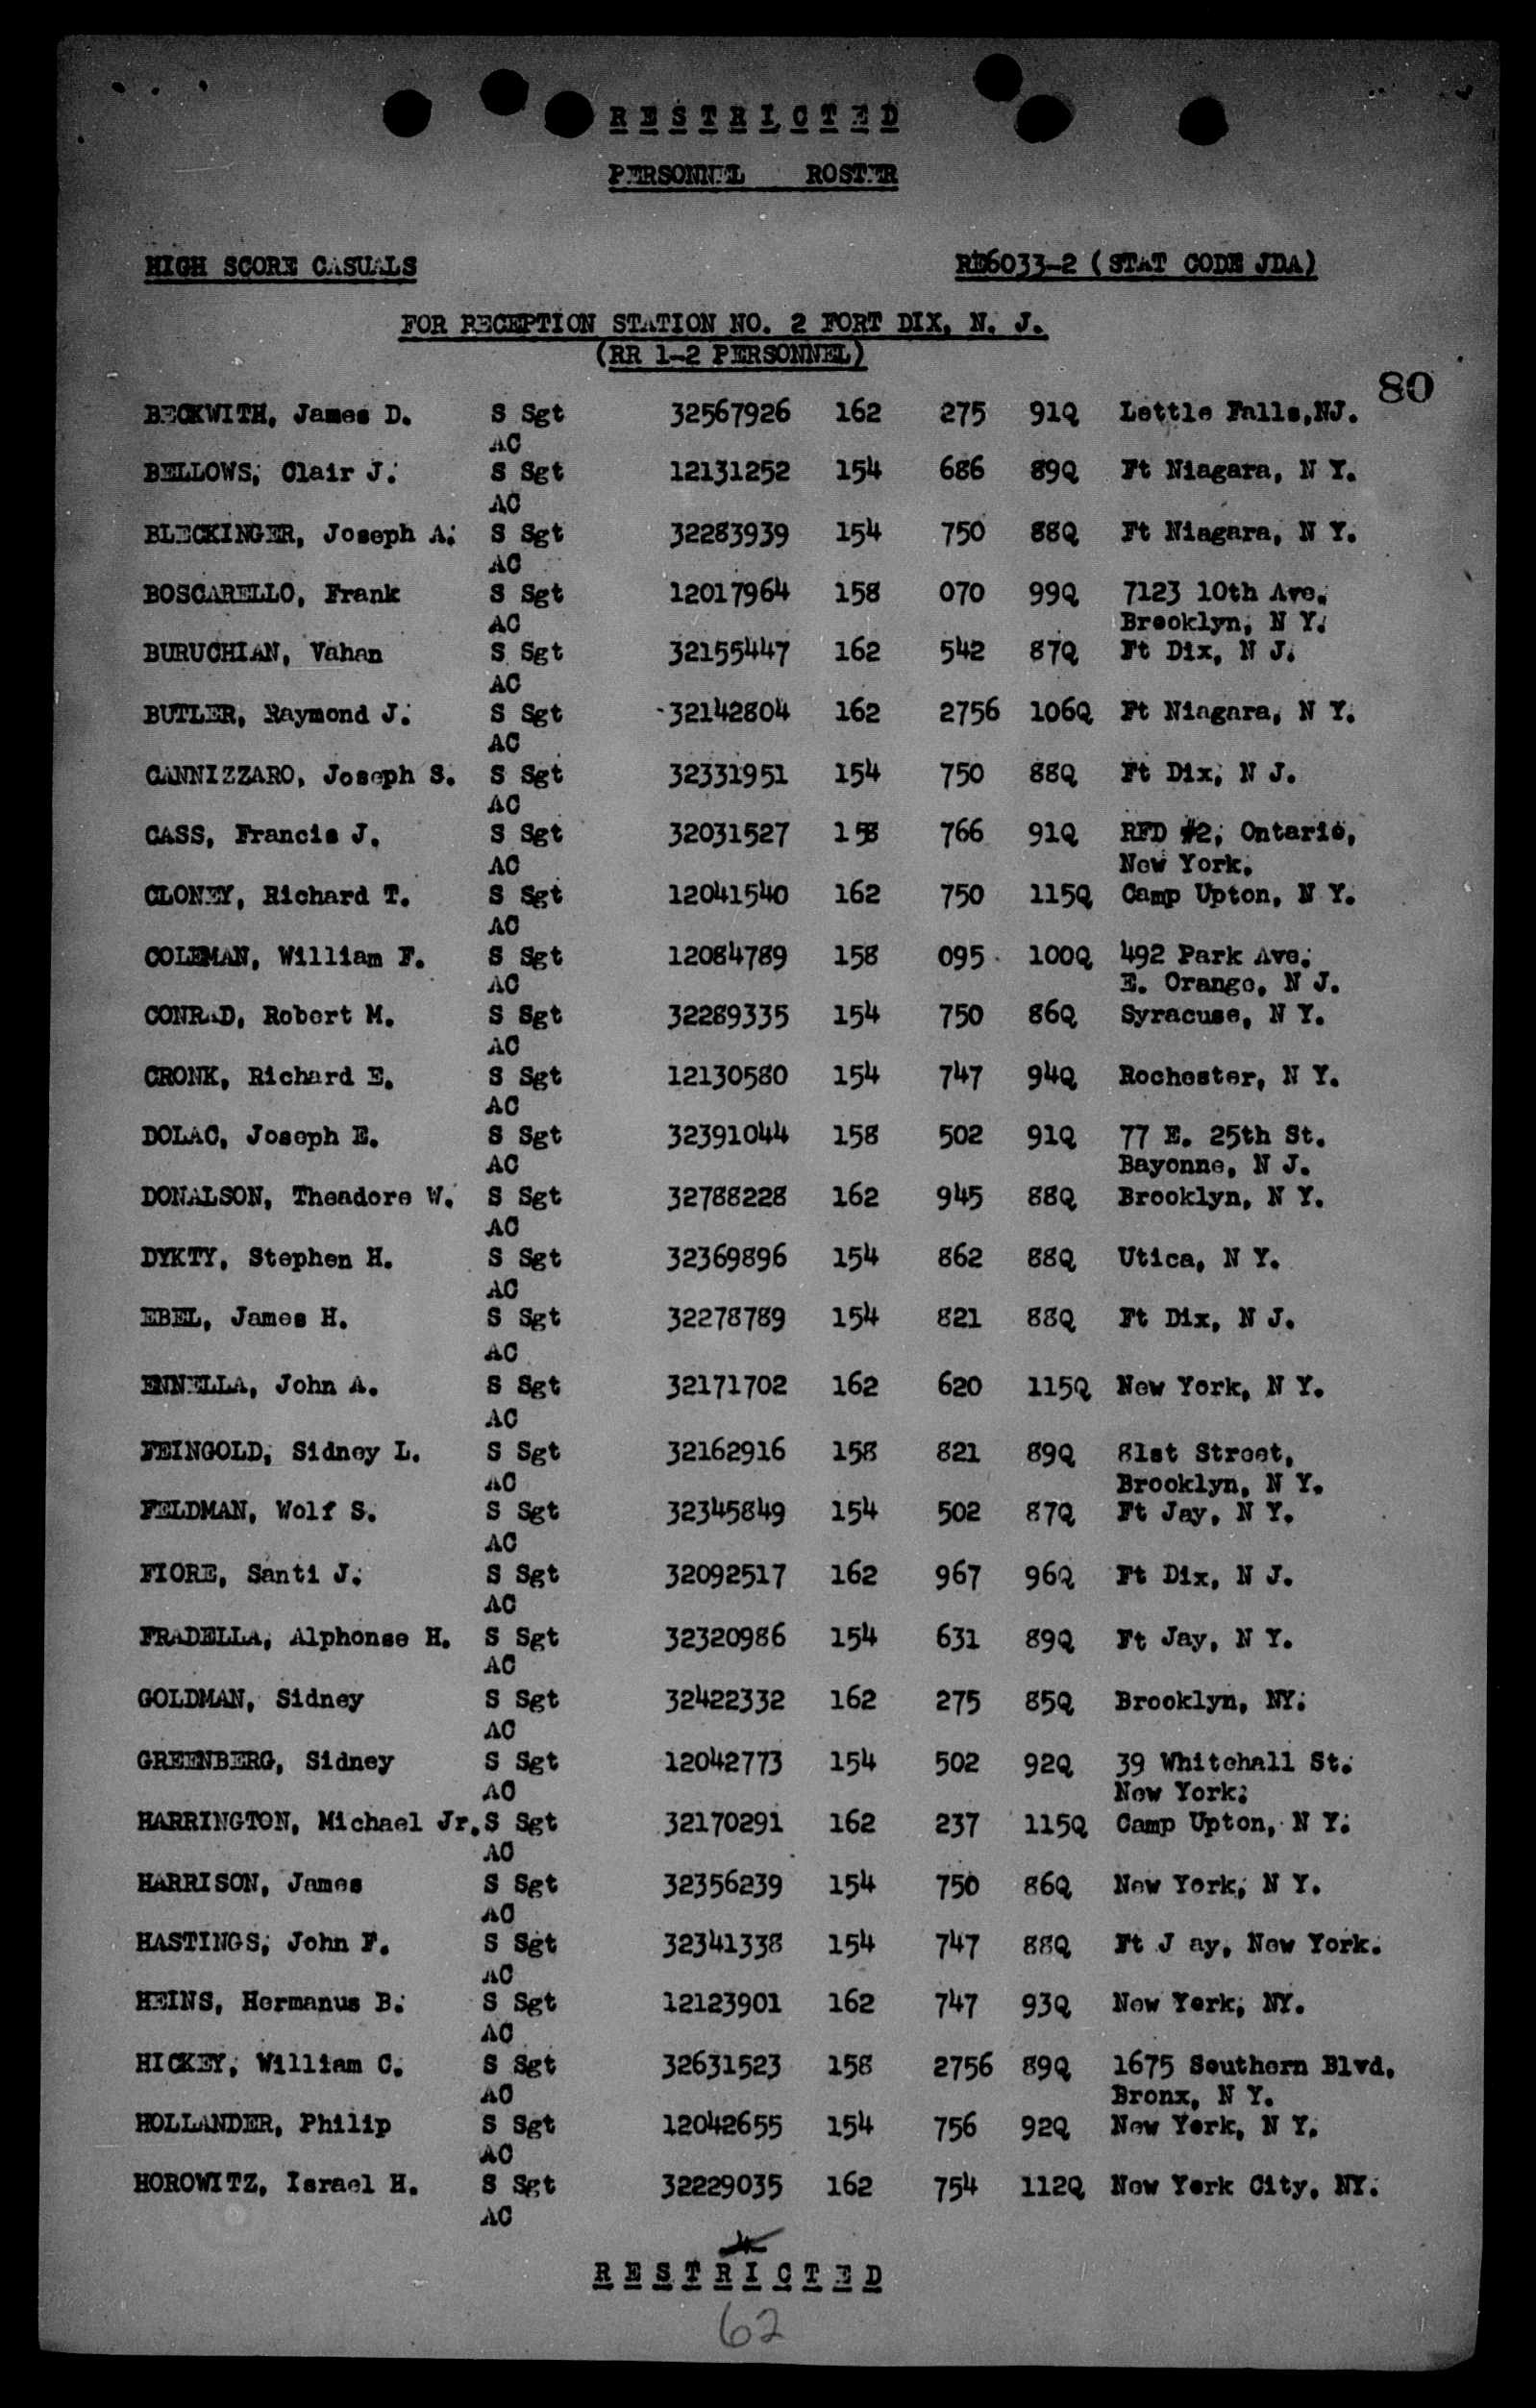 RESTRICTED
PERSONNEL ROSTER
HIGH SCORE CASUALS RE6033-2 (STAT CODE JDA)
FOR RECEPTION STATION NO. 2 FORT DIX, N. J.
(RR 1-2 PERSONNEL)
80
BECKWITH, James D. S Sgt 32567926 162 275 91Q Lettle Falls,NJ.
AC
BELLOWS, Clair J. S Sgt 12131252 154 686 89Q Ft Niagara, N Y.
AC
BLECKINGER, Joseph A. S Sgt 32283939 154 750 88Q Ft Niagara, N Y.
AC
BOSCARELLO, Frank S Sgt 12017964 158 070 99Q 7123 10th Ave.
AC Brooklyn, N Y.
BURUCHIAN, Vahan S Sgt 32155447 162 542 87Q Ft Dix, N J.
AC
BUTLER, Raymond J. S Sgt 32142804 162 2756 106Q Ft Niagara, N Y.
AC
CANNIZZARO, Joseph S. S Sgt 32331951 154 750 88Q Ft Dix, N J.
AC
CASS, Francis J. S Sgt 32031527 158 766 91Q RFD #2, Ontario,
AC New York.
CLONEY, Richard T. S Sgt 12041540 162 750 115Q Camp Upton, N Y.
AC
COLEMAN, William F. S Sgt 12084789 158 095 100Q 492 Park Ave.
AC E. Orange, N J.
CONRAD, Robert M. S Sgt 32289335 154 750 86Q Syracuse, N Y.
AC
CRONK, Richard E. S Sgt 12130580 154 747 94Q Rochester, N Y.
AC
DOLAC, Joseph E. S Sgt 32391044 158 502 91Q 77 E. 25th St.
AC Bayonne, N J.
DONALSON, Theadore W. S Sgt 32788228 162 945 88Q Brooklyn, N Y.
AC
DYKTY, Stephen H. S Sgt 32369896 154 862 88Q Utica, N Y.
AC
EBEL, James H. S Sgt 32278789 154 821 88Q Ft Dix, N J.
AC
ENNELLA, John A. S Sgt 32171702 162 620 115Q New York, N Y.
AC
FEINGOLD, Sidney L. S Sgt 32162916 158 821 89Q 81st Street,
AC Brooklyn, N Y.
FELDMAN, Wolf S. S Sgt 32345849 154 502 87Q Ft Jay, N Y.
AC
FIORE, Santi J. S Sgt 32092517 162 967 96Q Ft Dix, N J.
AC
FRADELLA, Alphonse H. S Sgt 32320986 154 631 89Q Ft Jay, N Y.
AC
GOLDMAN, Sidney S Sgt 32422332 162 275 85Q Brooklyn, NY.
AC
GREENBERG, Sidney S Sgt 12042773 154 502 92Q 39 Whitehall St.
AC New York.
HARRINGTON, Michael Jr. S Sgt 32170291 162 237 115Q Camp Upton, N Y.
AC
HARRISON, James S Sgt 32356239 154 750 86Q New York, N Y.
AC
HASTINGS, John F. S Sgt 32341338 154 747 88Q Ft J ay, New York.
AC
HEINS, Hermanus B. S Sgt 12123901 162 747 93Q New York, NY.
AC
HICKEY, William C. S Sgt 32631523 158 2756 89Q 1675 Southern Blvd.
AC Bronx, N Y.
HOLLANDER, Philip S Sgt 12042655 154 756 92Q New York, N Y.
AC
HOROWITZ, Israel H. S Sgt 32229035 162 754 112Q New York City, NY.
AC
RESTRICTED
62